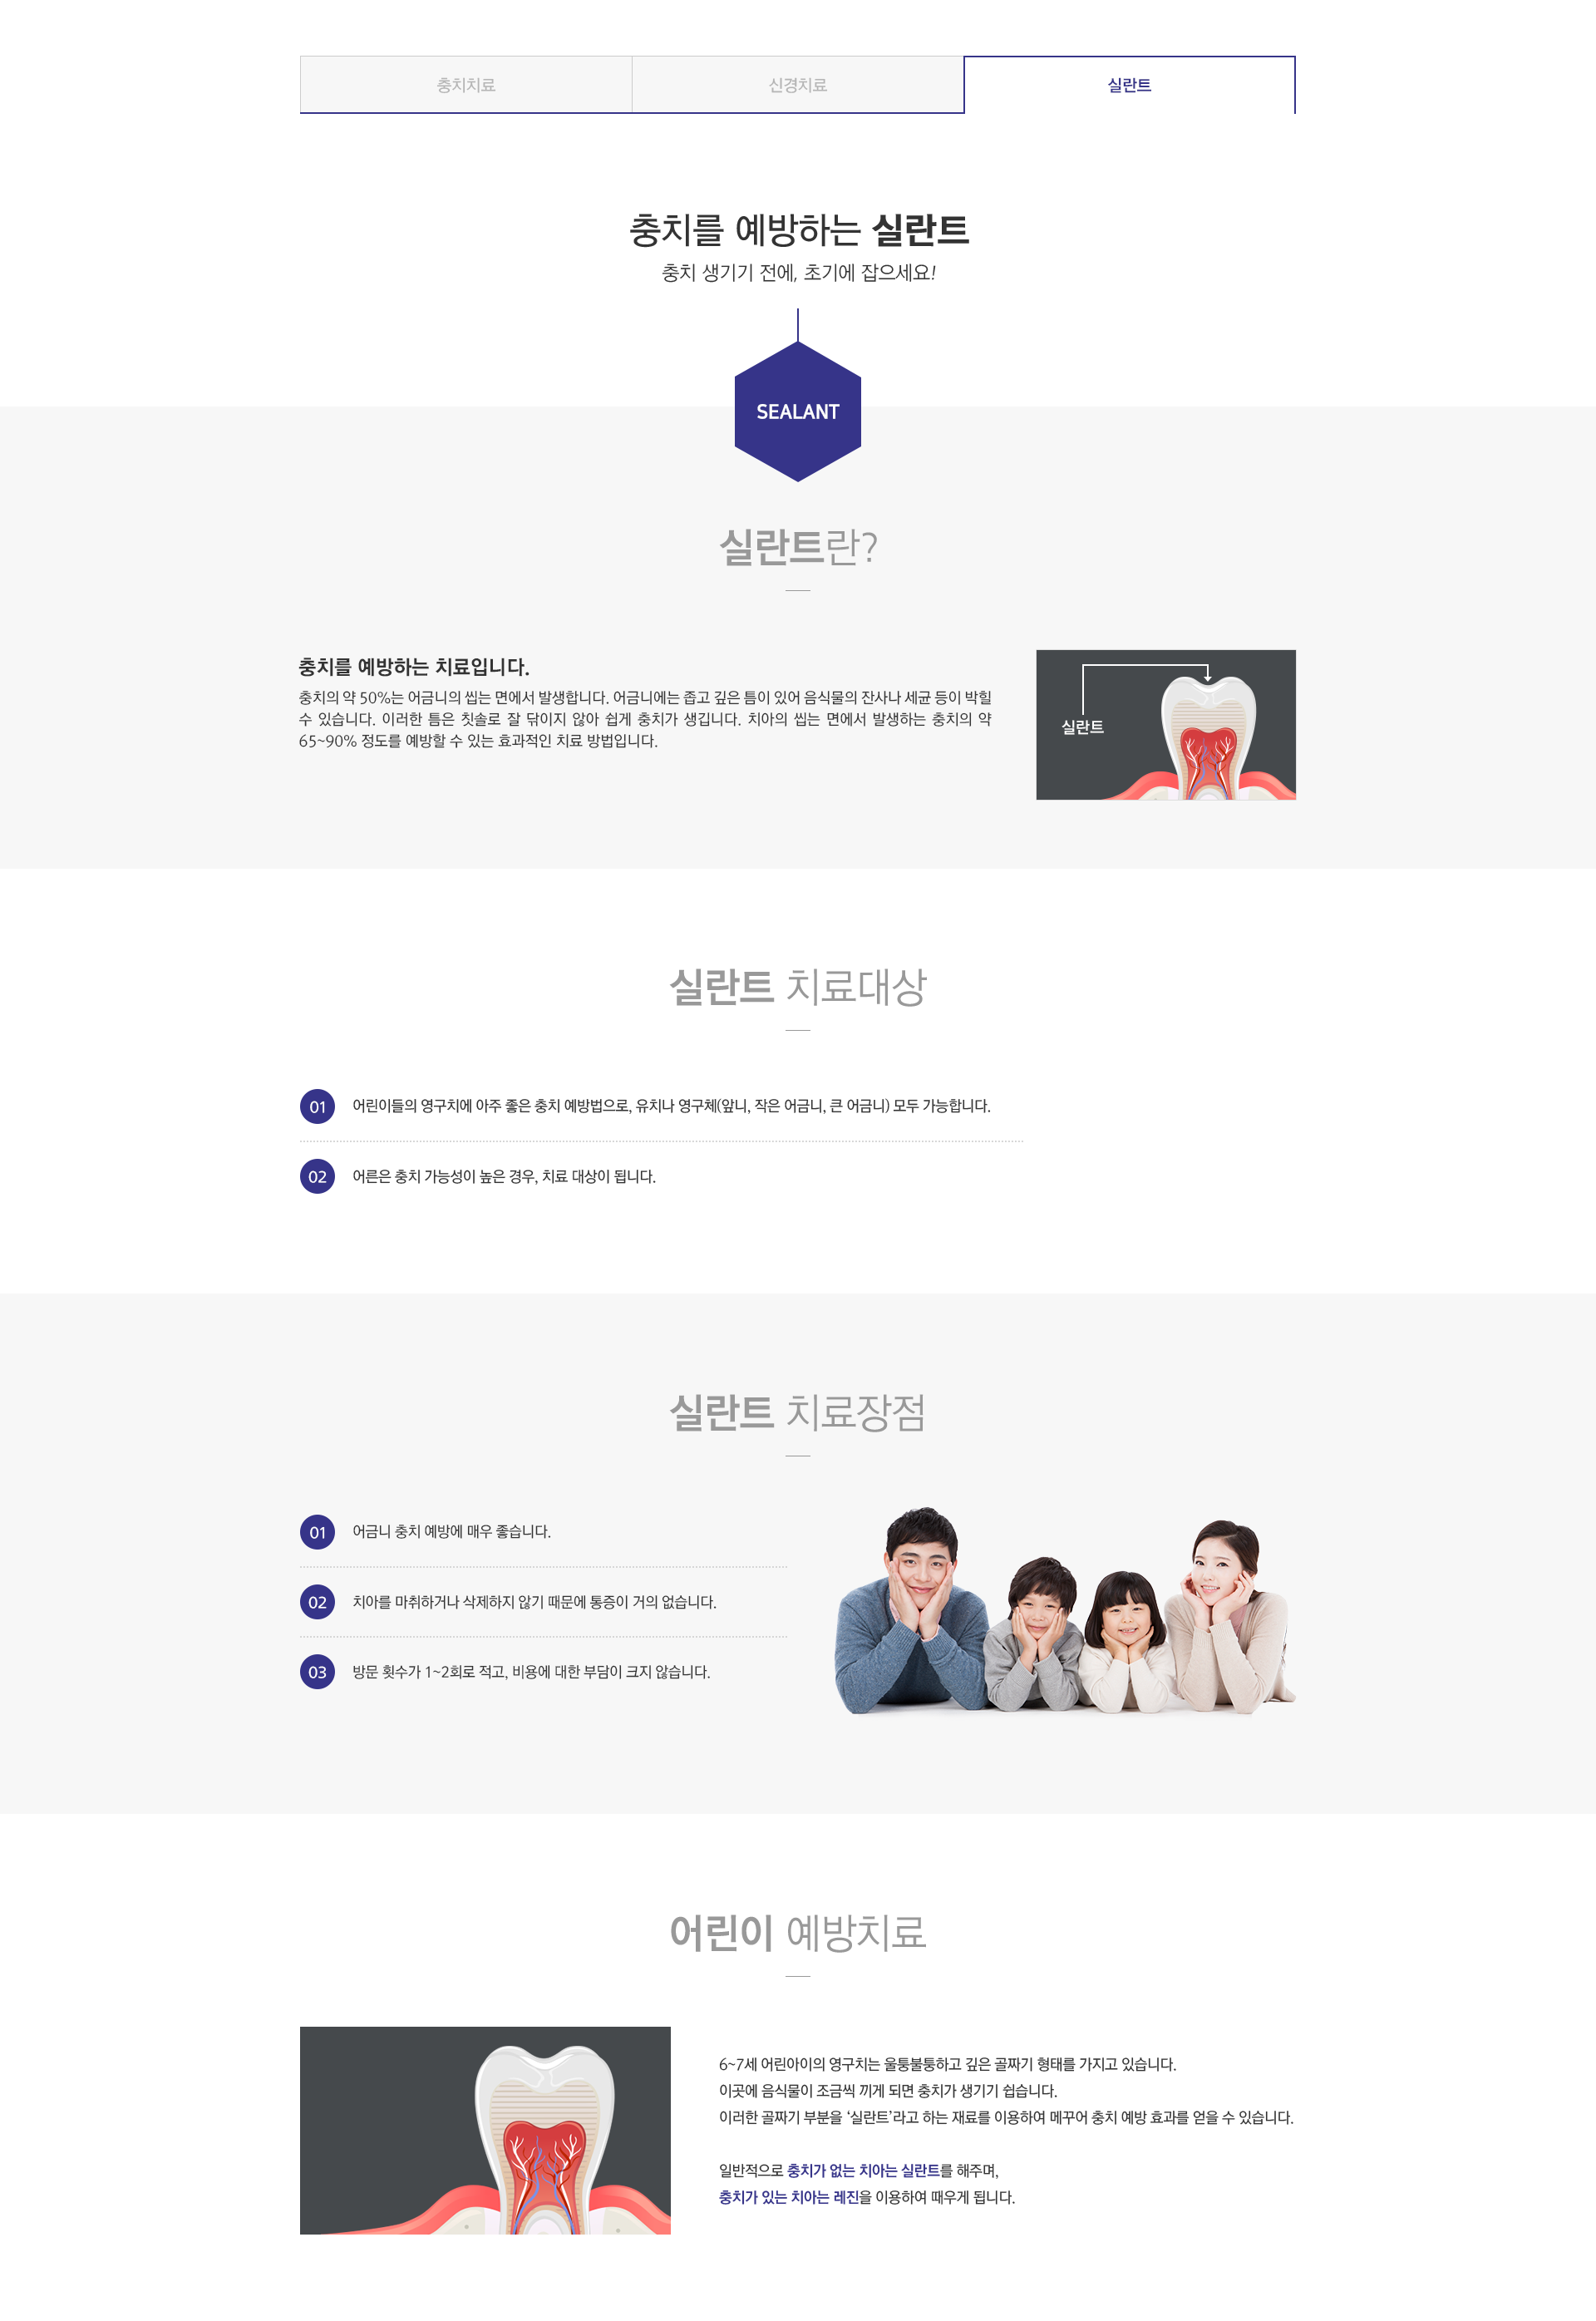 충치치료
신경치료
실란트
충치를 예방하는 실란트
충치 생기기 전에, 초기에 잡으세요!
SEALANT
실란트란?
충치를 예방하는 치료입니다.
충치의 약 50%는 어금니의 씹는 면에서 발생합니다. 어금니에는 좁고 깊은 틈이 있어 음식물의 잔사나 세균 등이 박힐
수 있습니다. 이러한 틈은 칫솔로 잘 닦이지 않아 쉽게 충치가 생깁니다. 치아의 씹는 면에서 발생하는 충치의 약
65~90% 정도를 예방할 수 있는 효과적인 치료 방법입니다.
실란트
실란트 치료대상
01 어린이들의 영구치에 아주 좋은 충치 예방법으로, 유치나 영구체(앞니, 작은 어금니, 큰 어금니) 모두 가능합니다.
02 어른은 충치 가능성이 높은 경우, 치료 대상이 됩니다.
실란트 치료장점
01 어금니 충치 예방에 매우 좋습니다.
02 치아를 마취하거나 삭제하지 않기 때문에 통증이 거의 없습니다.
03 방문 횟수가 1~2회로 적고, 비용에 대한 부담이 크지 않습니다.
어린이 예방치료
6~7세 어린아이의 영구치는 울퉁불퉁하고 깊은 골짜기 형태를 가지고 있습니다.
이곳에 음식물이 조금씩 끼게 되면 충치가 생기기 쉽습니다.
이러한 골짜기 부분을 ‘실란트’라고 하는 재료를 이용하여 메꾸어 충치 예방 효과를 얻을 수 있습니다.
일반적으로 충치가 없는 치아는 실란트를 해주며,
충치가 있는 치아는 레진을 이용하여 때우게 됩니다.